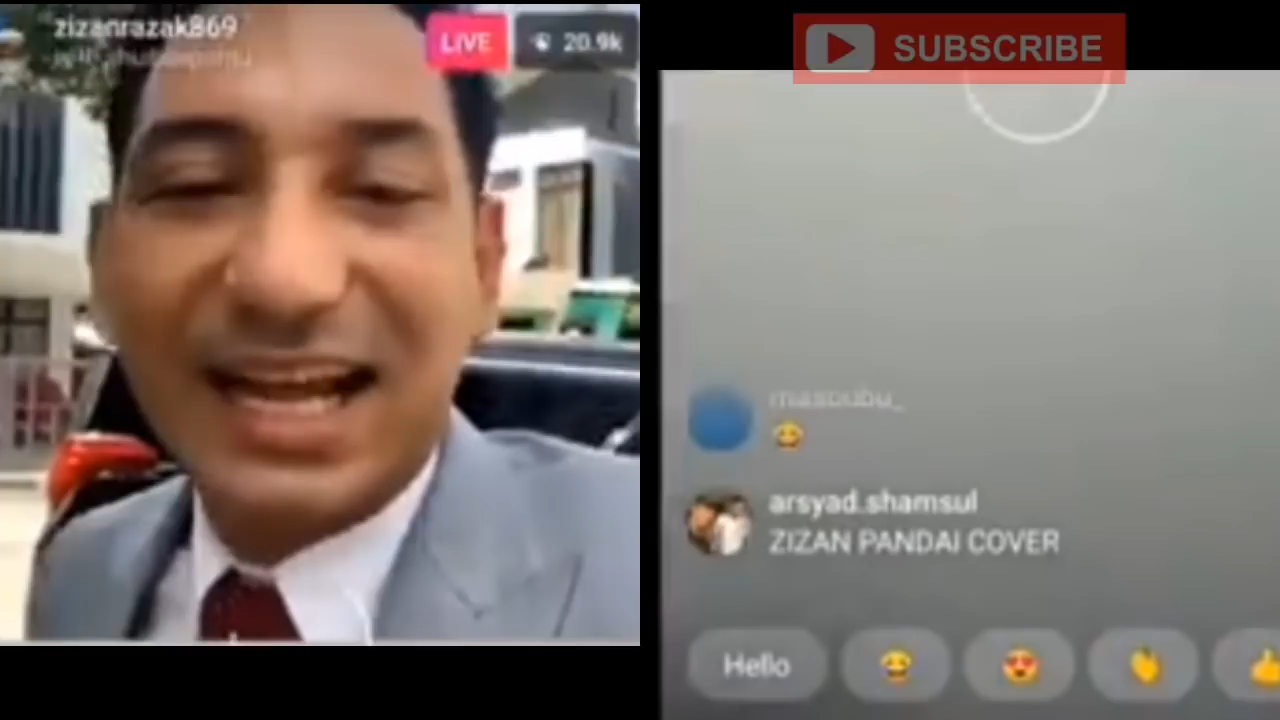 zizanrazak869
LIVE
20.9k
SUBSCRIBE
arsyad.shamsul
ZIZAN PANDAI COVER
Hello